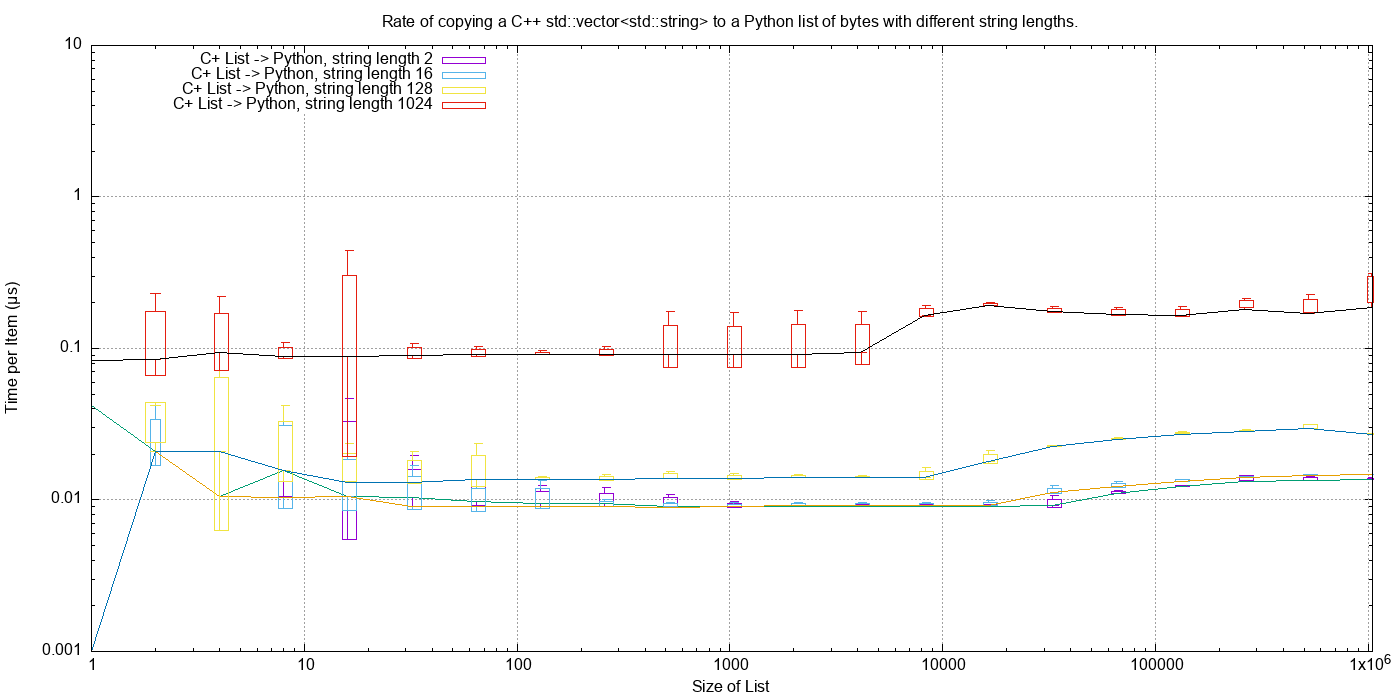 Rate of copying a C++ std::vector<std::string> to a Python list of bytes with different string lengths.
C+ List -> Python, string length 2
C+ List -> Python, string length 16
C+ List -> Python, string length 128
C+ List -> Python, string length 1024
10
1
0.1
0.01
0.001
Time per Item (µs)
1 10 100 1000 10000 100000 1x10⁶
Size of List